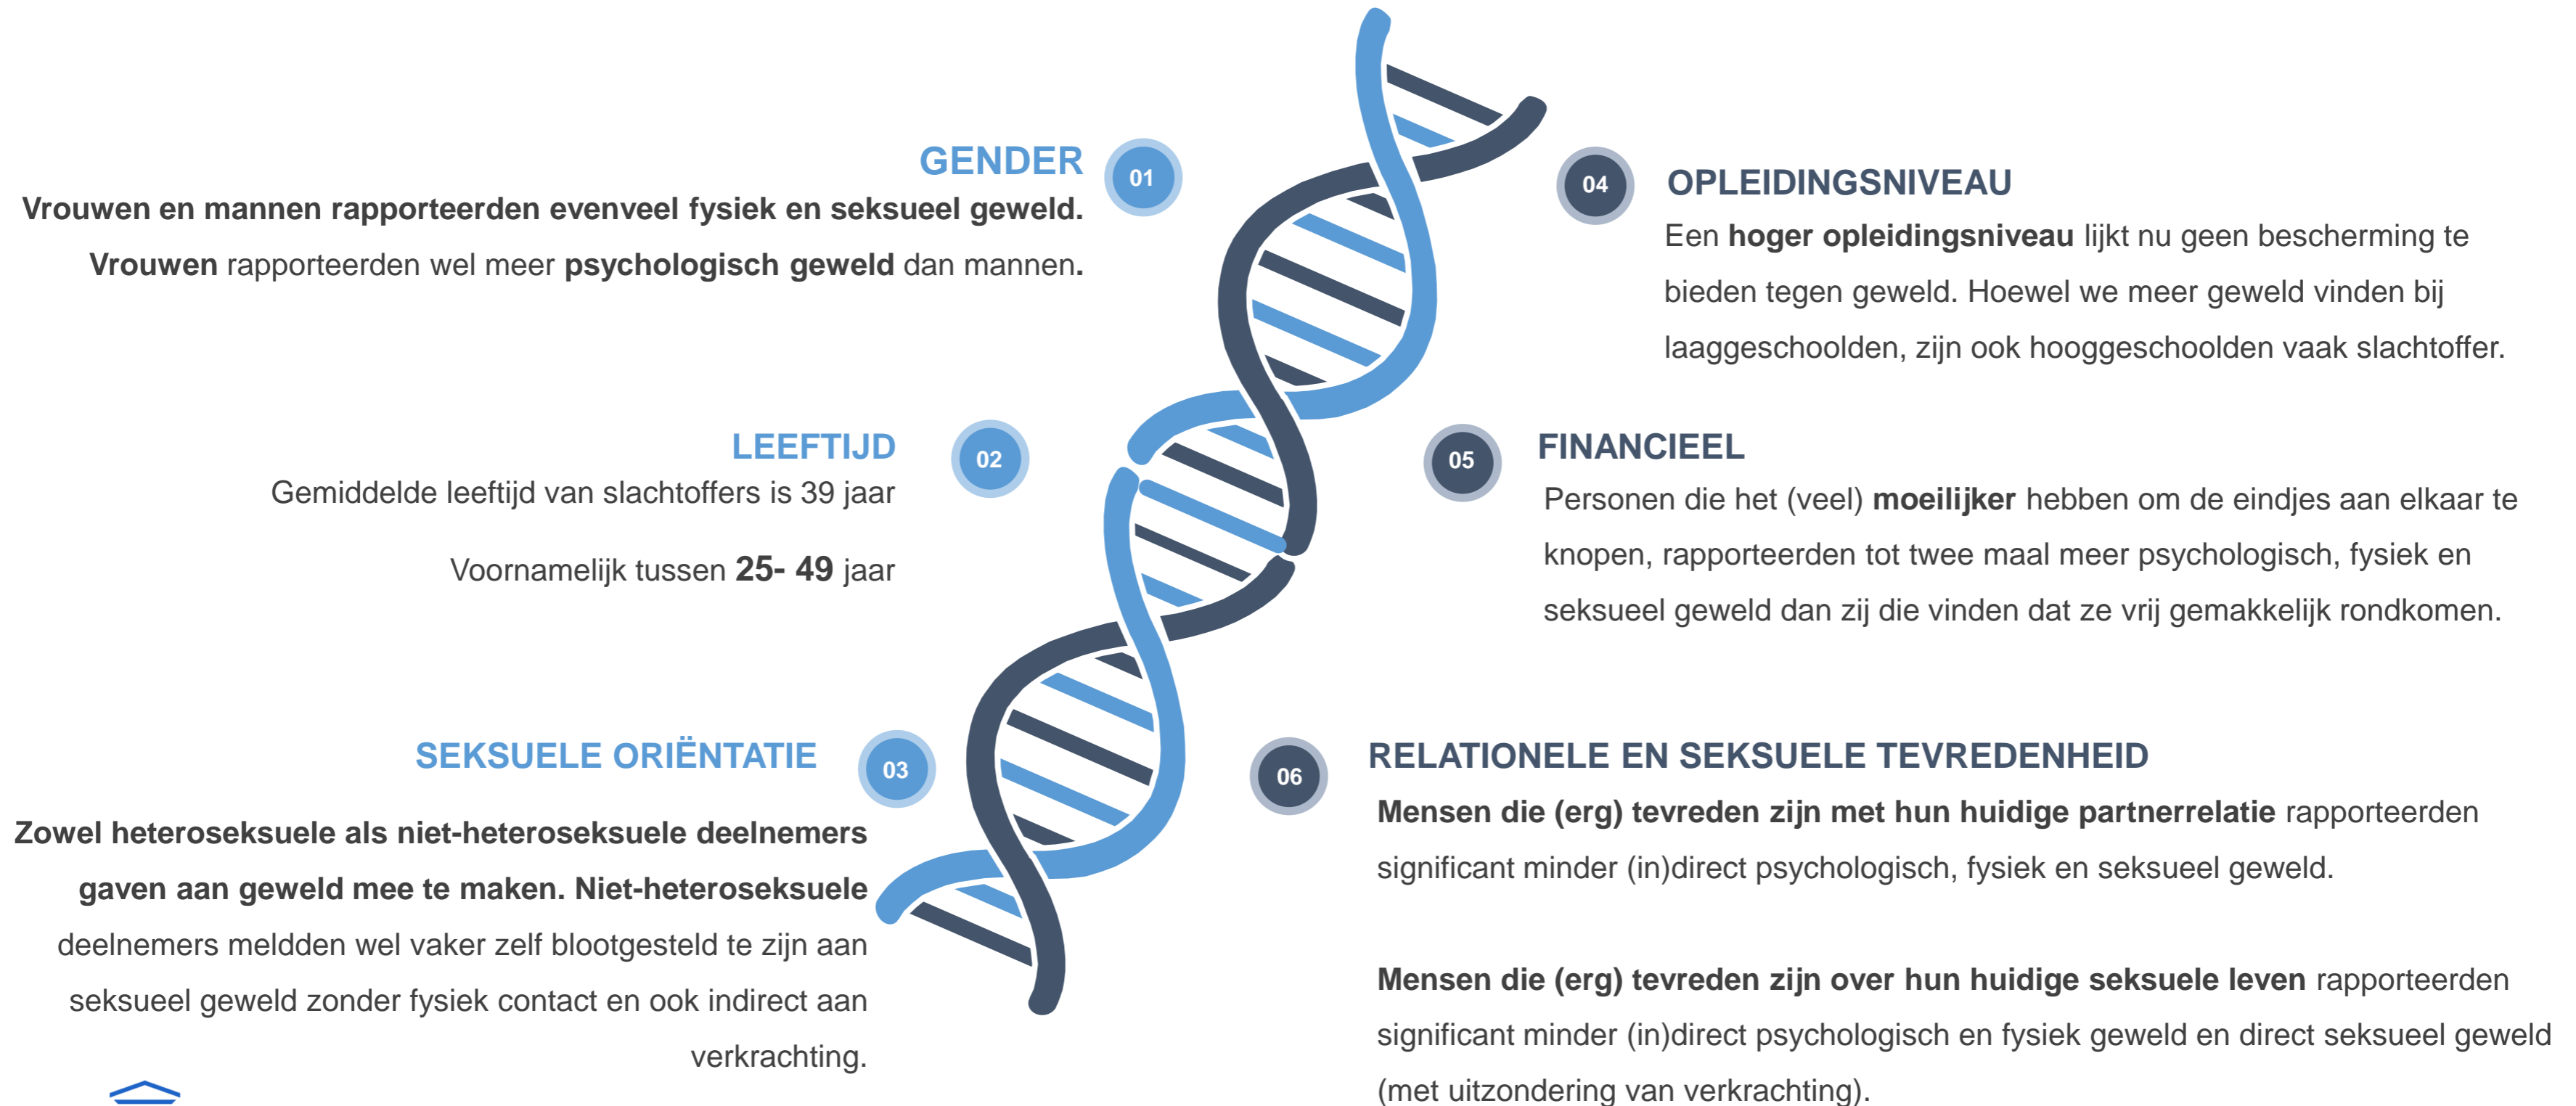 GENDER
01
Vrouwen en mannen rapporteerden evenveel fysiek en seksueel geweld.
Vrouwen rapporteerden wel meer psychologisch geweld dan mannen.
LEEFTIJD
02
Gemiddelde leeftijd van slachtoffers is 39 jaar
Voornamelijk tussen 25- 49 jaar
SEKSUELE ORIËNTATIE
03
Zowel heteroseksuele als niet-heteroseksuele deelnemers
gaven aan geweld mee te maken. Niet-heteroseksuele
deelnemers meldden wel vaker zelf blootgesteld te zijn aan
seksueel geweld zonder fysiek contact en ook indirect aan
verkrachting.
04
OPLEIDINGSNIVEAU
Een hoger opleidingsniveau lijkt nu geen bescherming te
bieden tegen geweld. Hoewel we meer geweld vinden bij
laaggeschoolden, zijn ook hooggeschoolden vaak slachtoffer.
05
FINANCIEEL
Personen die het (veel) moeilijker hebben om de eindjes aan elkaar te
knopen, rapporteerden tot twee maal meer psychologisch, fysiek en
seksueel geweld dan zij die vinden dat ze vrij gemakkelijk rondkomen.
06
RELATIONELE EN SEKSUELE TEVREDENHEID
Mensen die (erg) tevreden zijn met hun huidige partnerrelatie rapporteerden
significant minder (in)direct psychologisch, fysiek en seksueel geweld.
Mensen die (erg) tevreden zijn over hun huidige seksuele leven rapporteerden
significant minder (in)direct psychologisch en fysiek geweld en direct seksueel geweld
(met uitzondering van verkrachting).